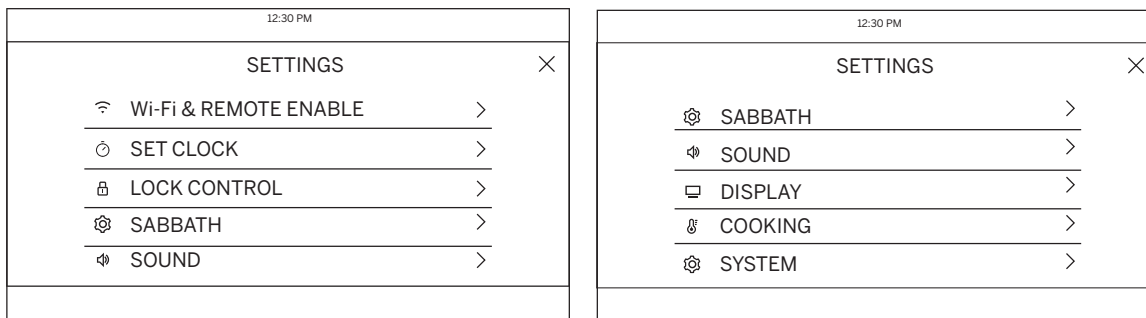 12:30 PM
SETTINGS
Wi-Fi & REMOTE ENABLE
SET CLOCK
LOCK CONTROL
SABBATH
SOUND
12:30 PM
SETTINGS
SABBATH
SOUND
DISPLAY
COOKING
SYSTEM